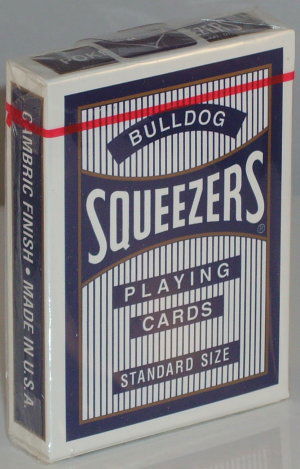 BULLDOG
SQUEEZERS
®
PLAYING
CARDS
STANDARD SIZE
CAMBRIC FINISH • MADE IN U.S.A.